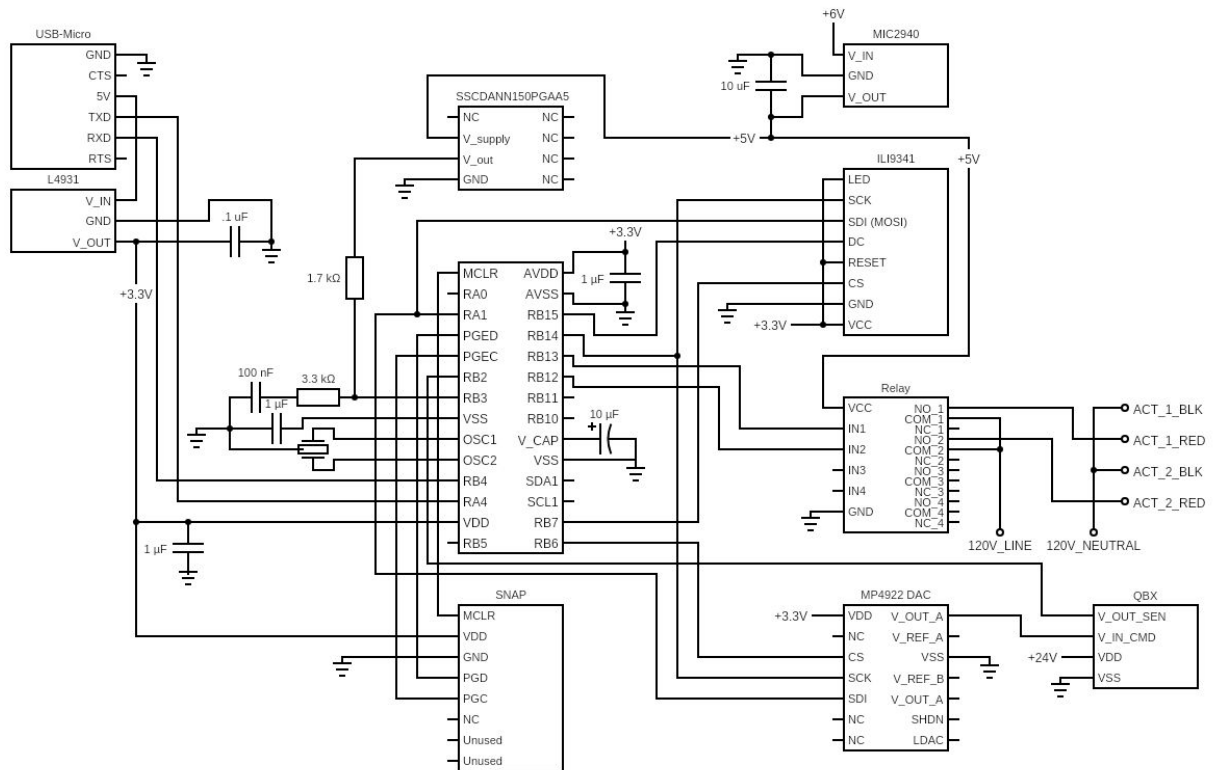 +6V
USB-Micro
GND
CTS
5V
TXD
RXD
RTS
MIC2940
V_IN
GND
V_OUT
10 uF
+5V
+5V
SSCDANN150PGAA5
NC
V_supply
V_out
GND
NC
NC
NC
NC
L4931
V_IN
GND
V_OUT
.1 uF
+3.3V
ILI9341
LED
SCK
SDI (MOSI)
DC
RESET
CS
GND
VCC
+3.3V
+3.3V
1 µF
1.7 kΩ
100 nF
3.3 kΩ
1 µF
1 µF
10 µF
+
MCLR
RA0
RA1
PGED
PGEC
RB2
RB3
VSS
OSC1
OSC2
RB4
RA4
VDD
RB5
AVDD
AVSS
RB15
RB14
RB13
RB12
RB11
RB10
V_CAP
VSS
SDA1
SCL1
RB7
RB6
Relay
VCC
IN1
IN2
IN3
IN4
GND
NO_1
COM_1
NC_1
NO_2
COM_2
NC_2
NO_3
COM_3
NC_3
NO_4
COM_4
NC_4
ACT_1_BLK
ACT_1_RED
ACT_2_BLK
ACT_2_RED
120V_LINE
120V_NEUTRAL
SNAP
MCLR
VDD
GND
PGD
PGC
NC
Unused
Unused
MP4922 DAC
+3.3V
VDD
NC
CS
SCK
SDI
NC
NC
V_OUT_A
V_REF_A
VSS
V_REF_B
V_OUT_A
SHDN
LDAC
QBX
V_OUT_SEN
V_IN_CMD
VDD
VSS
+24V